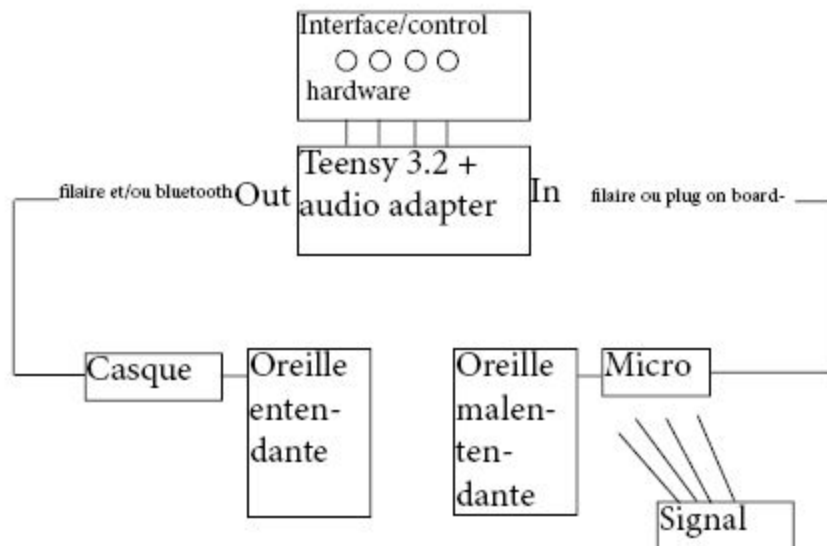 Interface/control
hardware
Teensy 3.2 +
audio adapter
filaire et/ou bluetooth
Out
In
filaire ou plug on board-
Casque
Oreille
enten-
dante
Oreille
malen-
ten-
dante
Micro
Signal